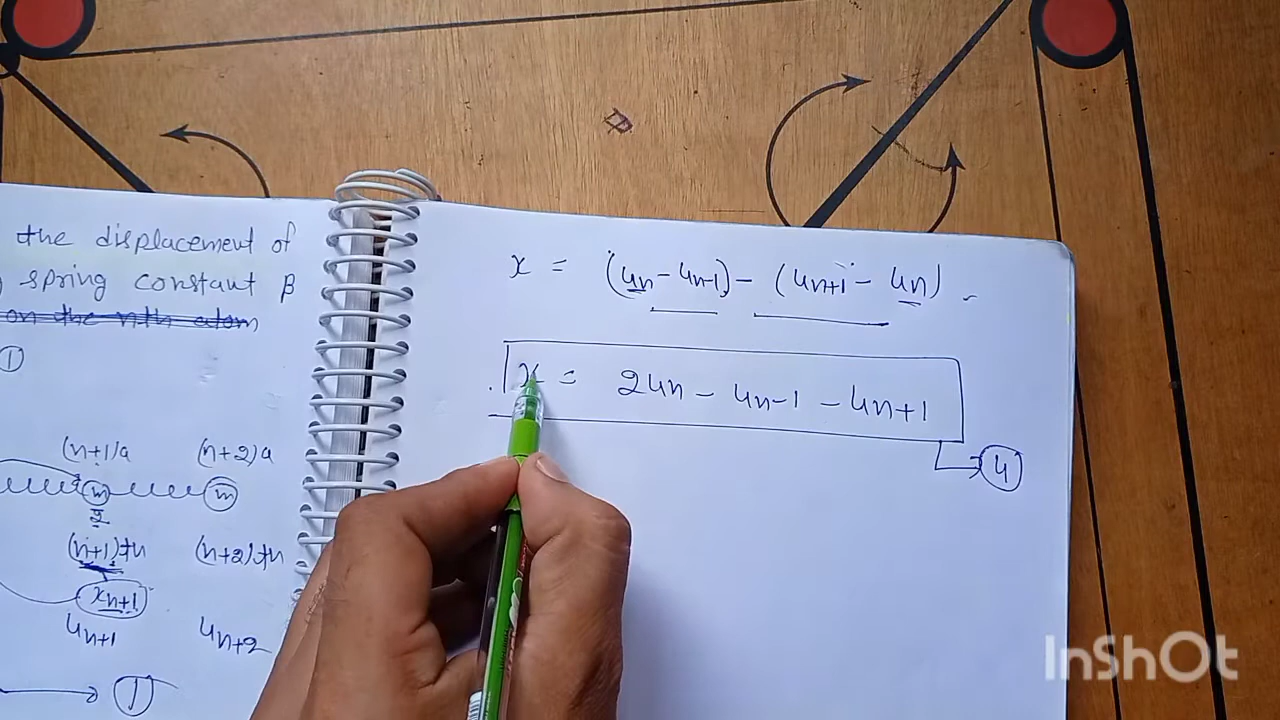 the displacement of
spring constant β
on the nth atom
①
(n+1)a (n+2)a
m m
2
(n+1)th (n+2)th
xn+1
un+1 un+2
①
x = (un - un-1) - (un+1 - un)
x = 2un - un-1 - un+1
④
InShOt